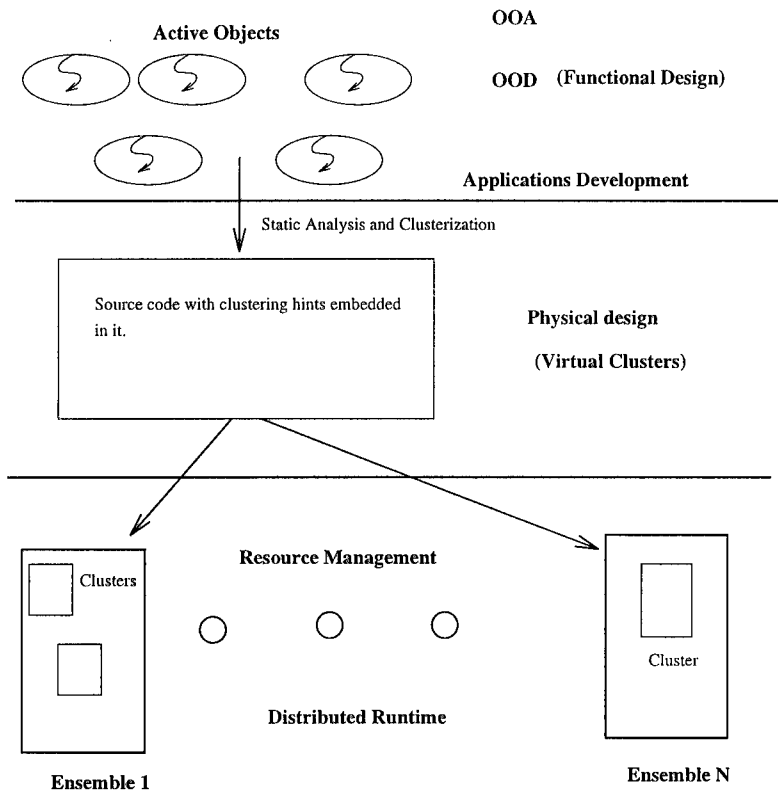 OOA
Active Objects
OOD (Functional Design)
Applications Development
Static Analysis and Clusterization
Source code with clustering hints embedded
in it.
Physical design
(Virtual Clusters)
Resource Management
Clusters
Cluster
Distributed Runtime
Ensemble 1
Ensemble N